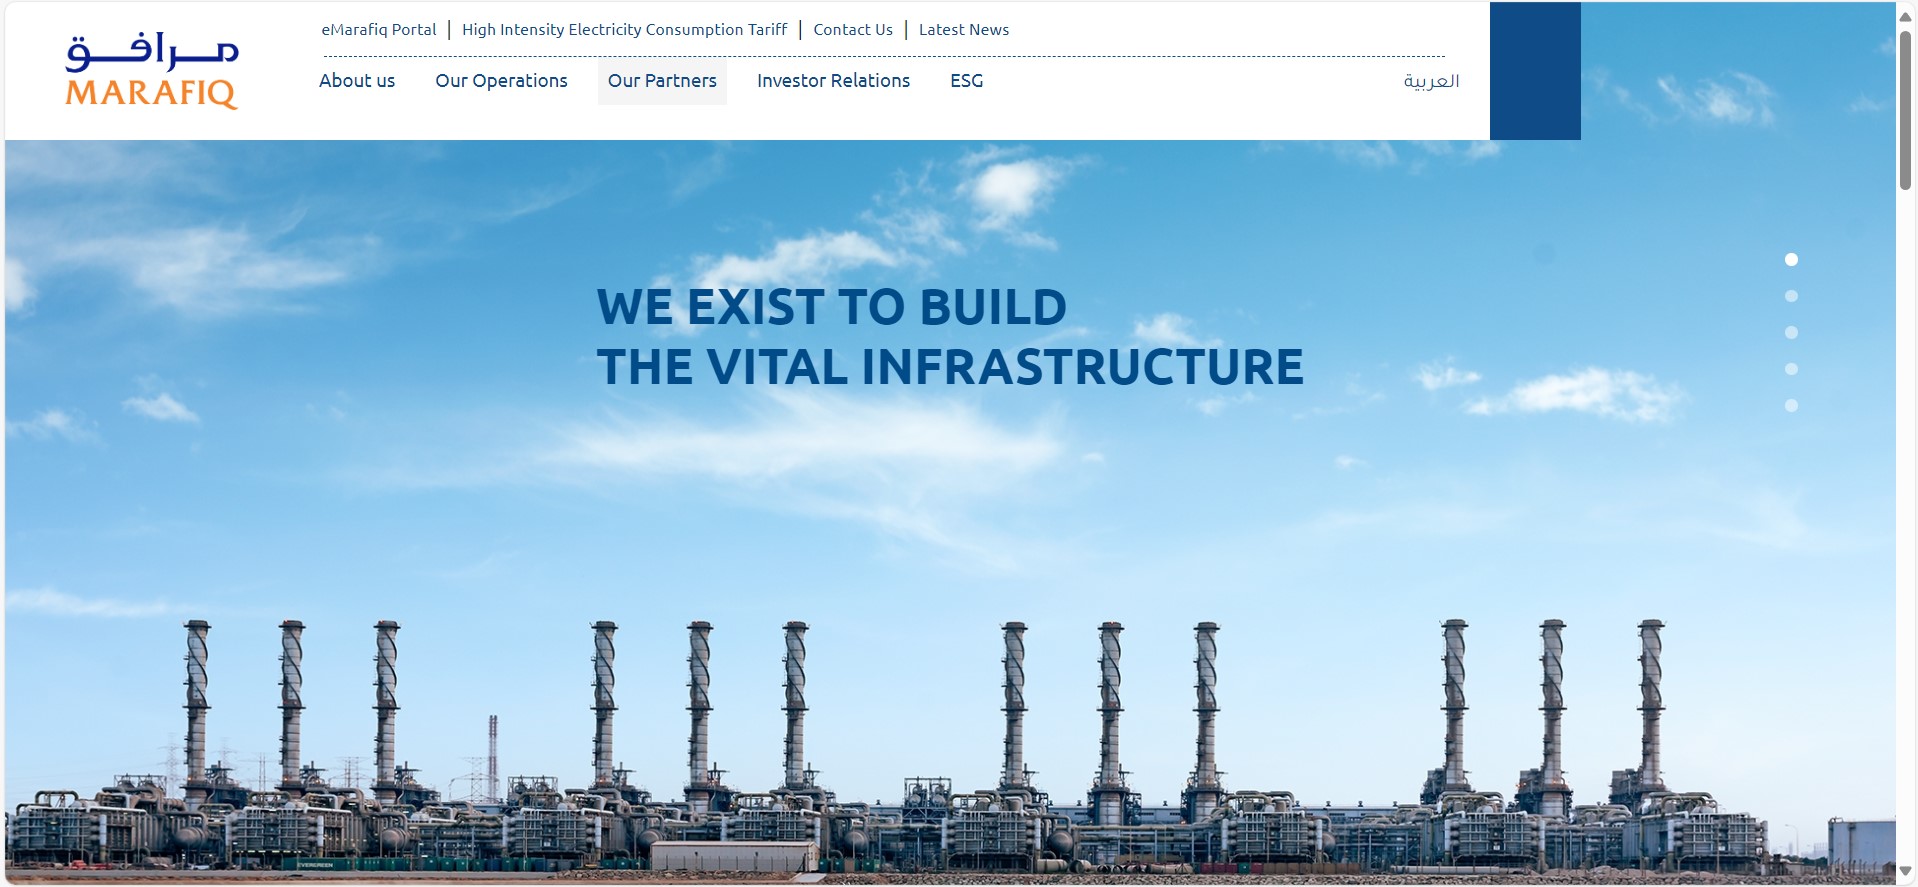 مرافق
MARAFIQ
eMarafiq Portal | High Intensity Electricity Consumption Tariff | Contact Us | Latest News
About us Our Operations Our Partners Investor Relations ESG العربية
WE EXIST TO BUILD
THE VITAL INFRASTRUCTURE
EVERGREEN